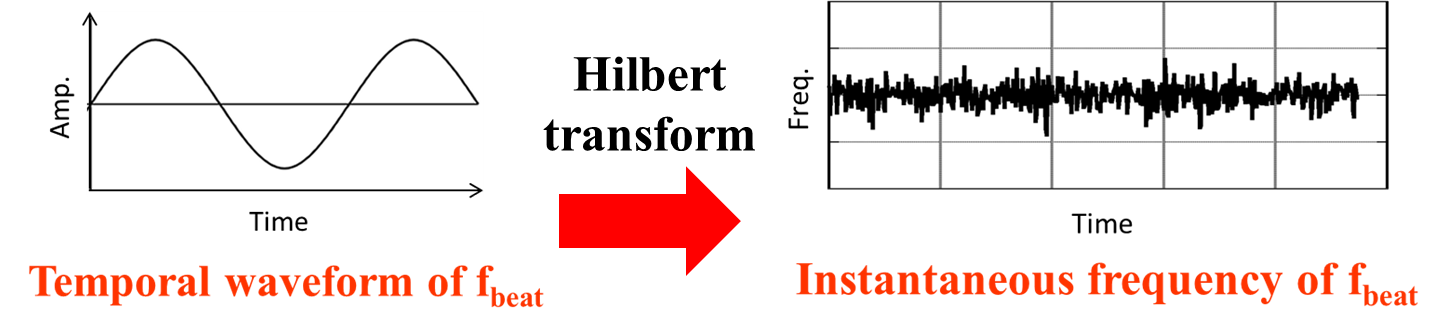 Amp.
Time
Temporal waveform of fbeat
Hilbert
transform
Freq.
Time
Instantaneous frequency of fbeat